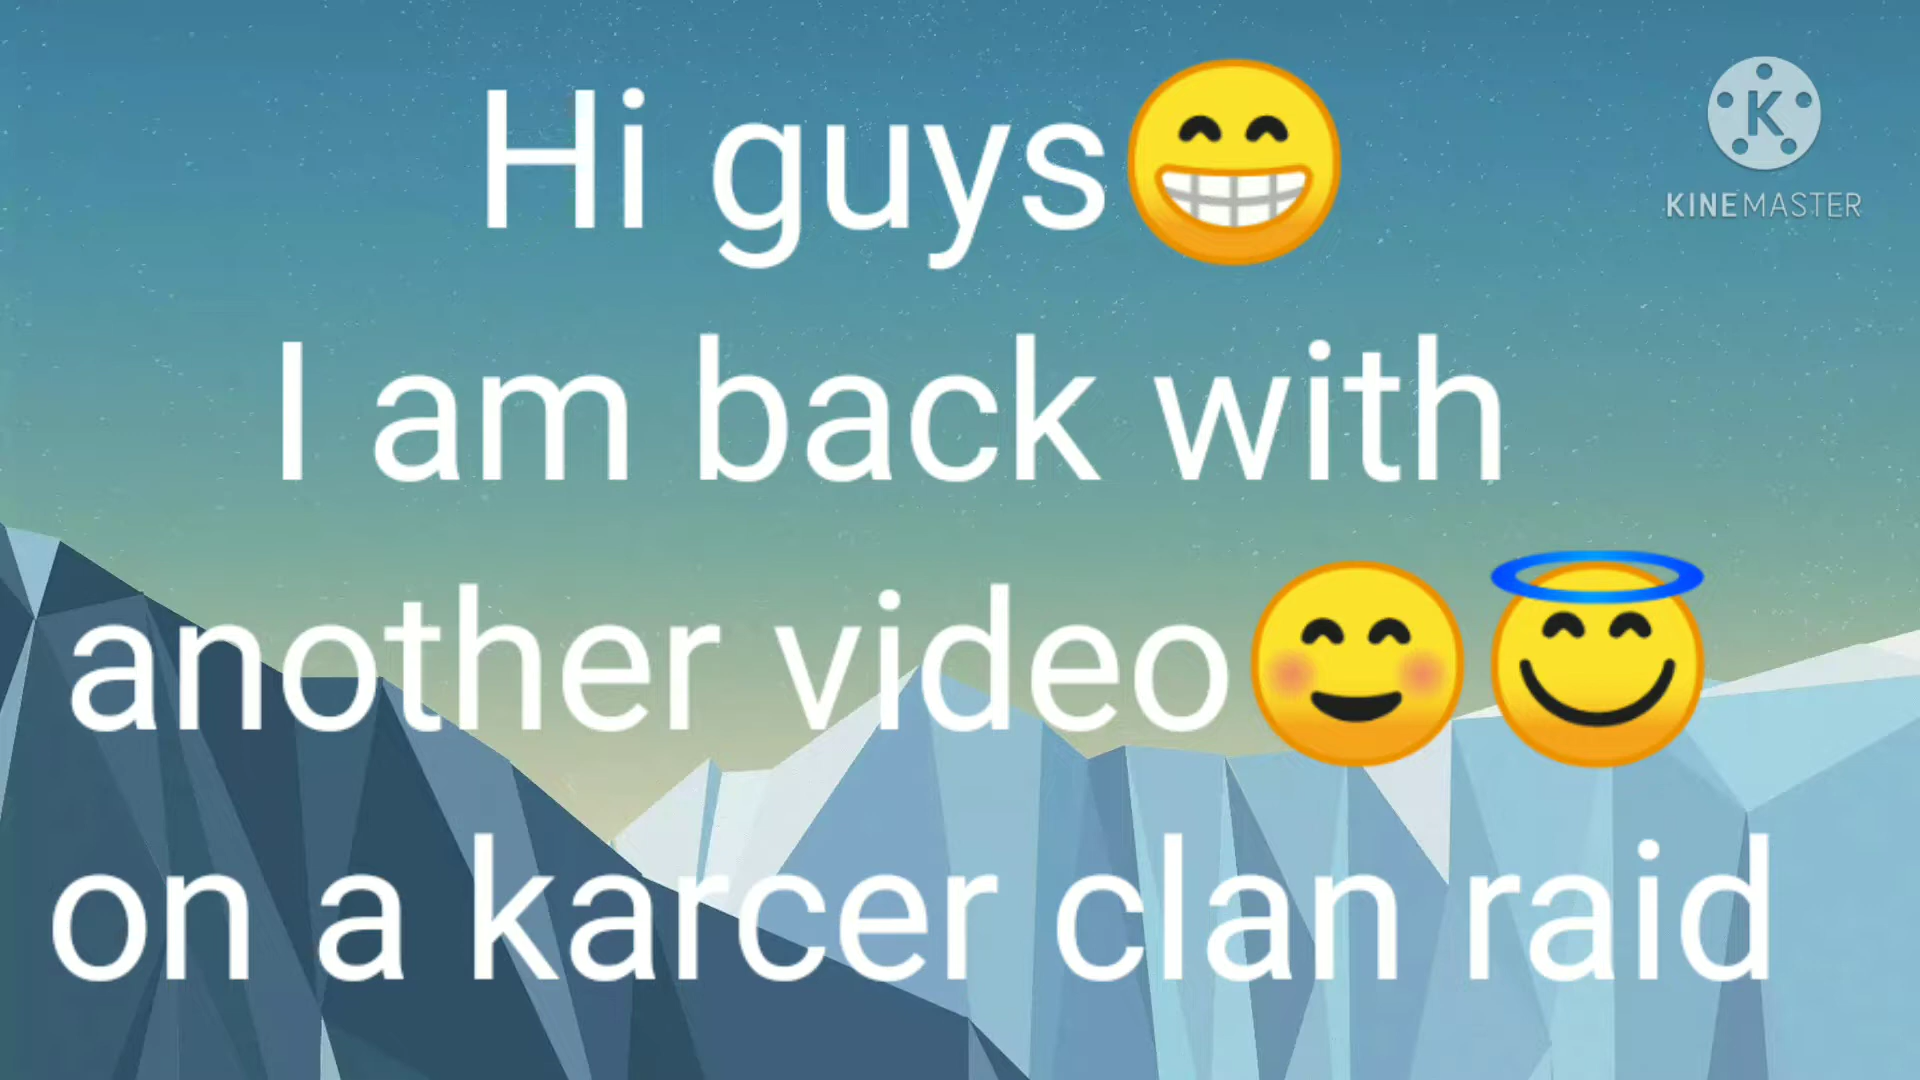 Hi guys😁
I am back with
another video😊😇
on a karcer clan raid
K
KINEMASTER